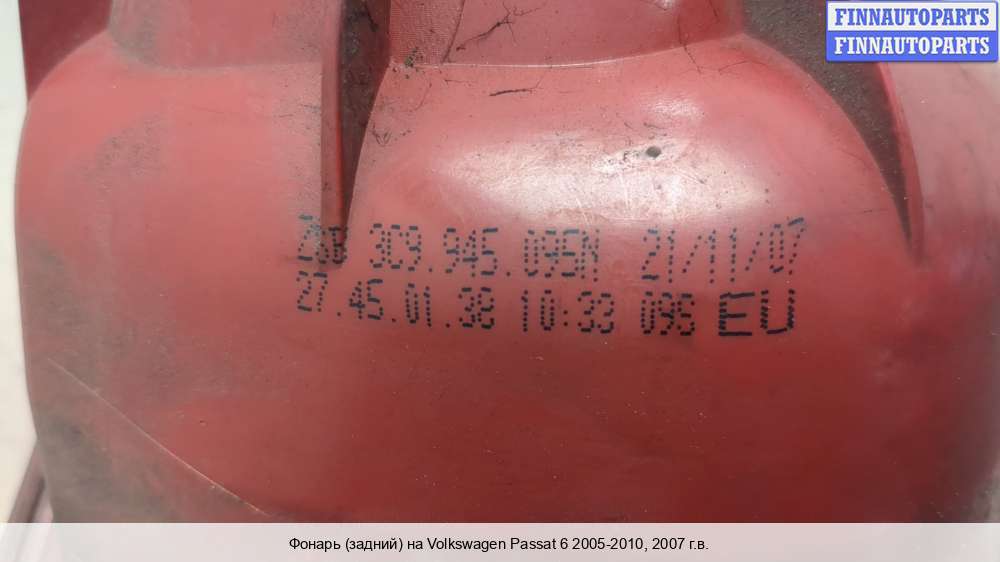 FINNAUTOPARTS
FINNAUTOPARTS
3C9.945.095N 21/11/07
27.45.01.38 10:33 095 EU
Фонарь (задний) на Volkswagen Passat 6 2005-2010, 2007 г.в.